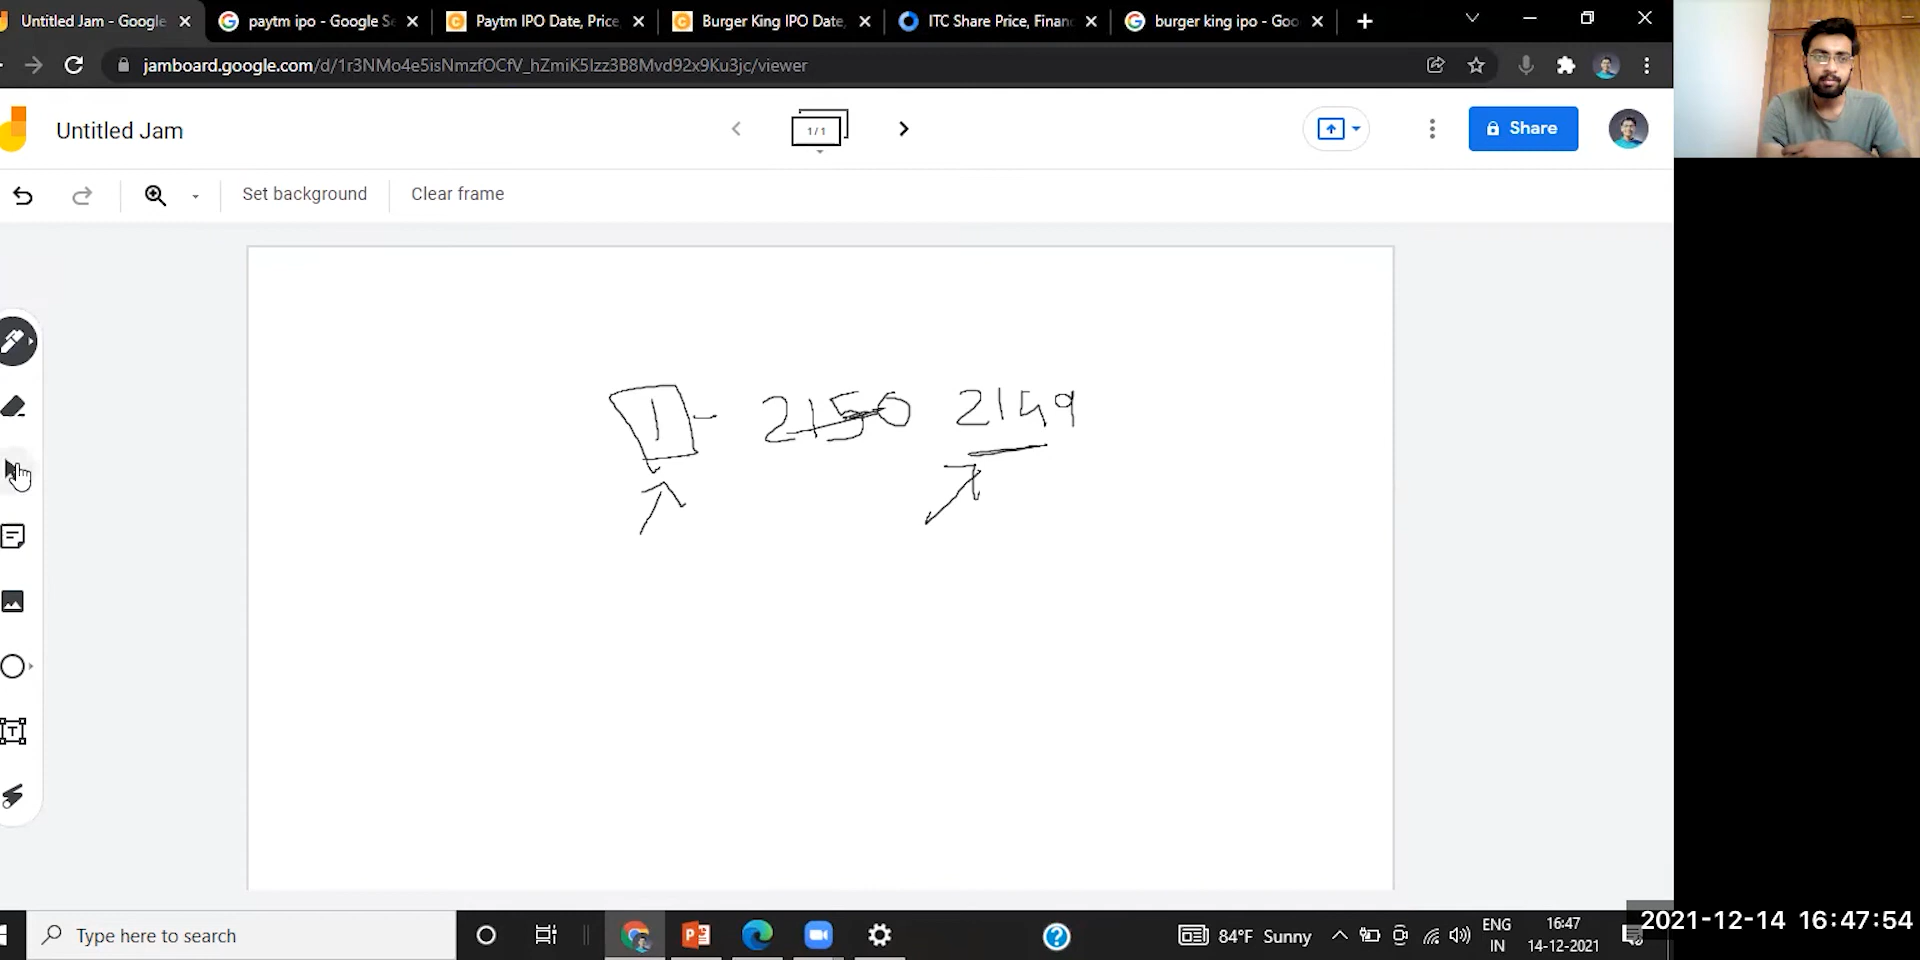 Untitled Jam - Google
paytm ipo - Google Se
Paytm IPO Date, Price,
Burger King IPO Date,
ITC Share Price, Financ
burger king ipo - Goo
jamboard.google.com/d/1r3NMo4e5isNmzfOCfV_hZmiK5Izz3B8Mvd92x9Ku3jc/viewer
Untitled Jam
1 / 1
Share
Set background
Clear frame
1 - 2150 2149
Type here to search
84°F Sunny
ENG
IN
16:47
14-12-2021
2021-12-14 16:47:54